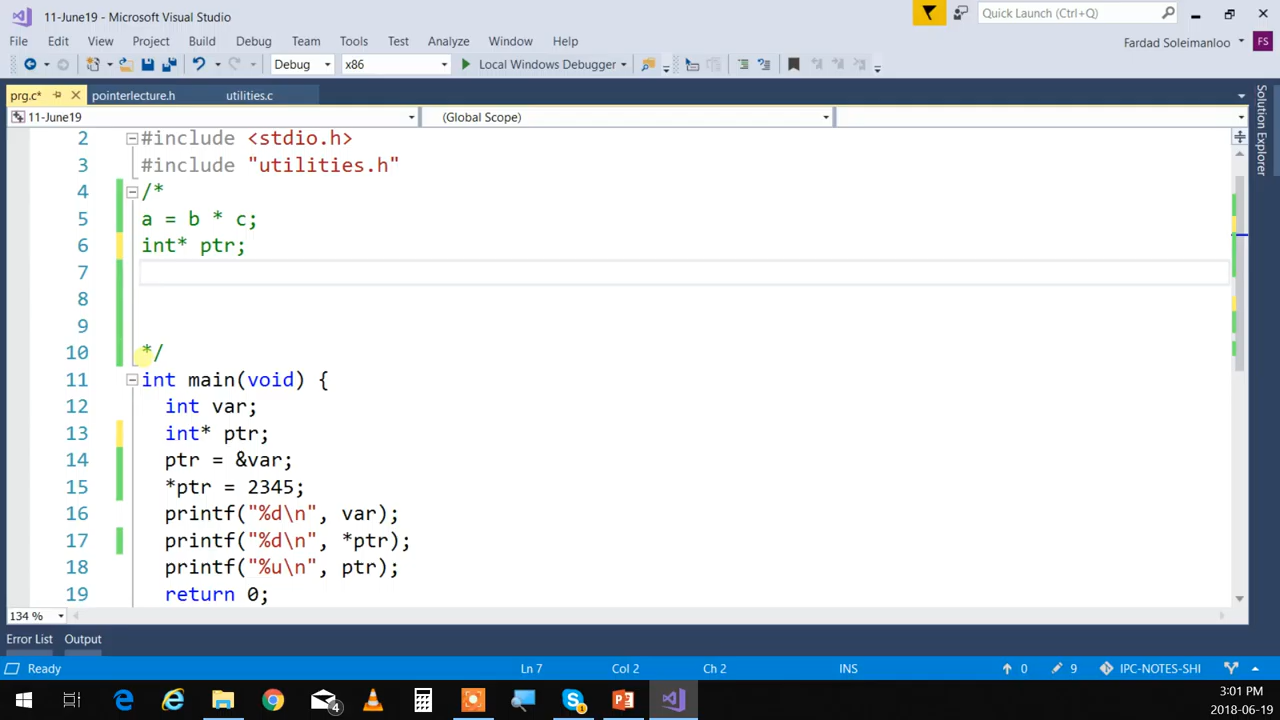 11-June19 - Microsoft Visual Studio
Quick Launch (Ctrl+Q)
File Edit View Project Build Debug Team Tools Test Analyze Window Help
Fardad Soleimanloo FS
Debug x86 Local Windows Debugger
prg.c* pointerlecture.h utilities.c
11-June19 (Global Scope)
Solution Explorer
2 #include <stdio.h>
3 #include "utilities.h"
4 /*
5 a = b * c;
6 int* ptr;
7
8
9
10 */
11 int main(void) {
12 int var;
13 int* ptr;
14 ptr = &var;
15 *ptr = 2345;
16 printf("%d\n", var);
17 printf("%d\n", *ptr);
18 printf("%u\n", ptr);
19 return 0;
134 %
Error List Output
Ready Ln 7 Col 2 Ch 2 INS 0 9 IPC-NOTES-SHI
4 1
3:01 PM
2018-06-19